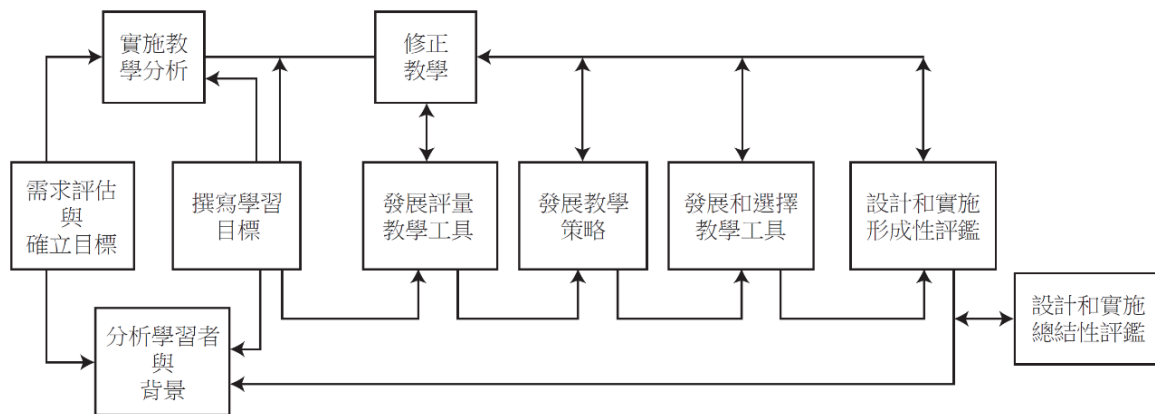 實施教
學分析
修正
教學
需求評估
與
確立目標
撰寫學習
目標
發展評量
教學工具
發展教學
策略
發展和選擇
教學工具
設計和實施
形成性評鑑
分析學習者
與
背景
設計和實施
總結性評鑑